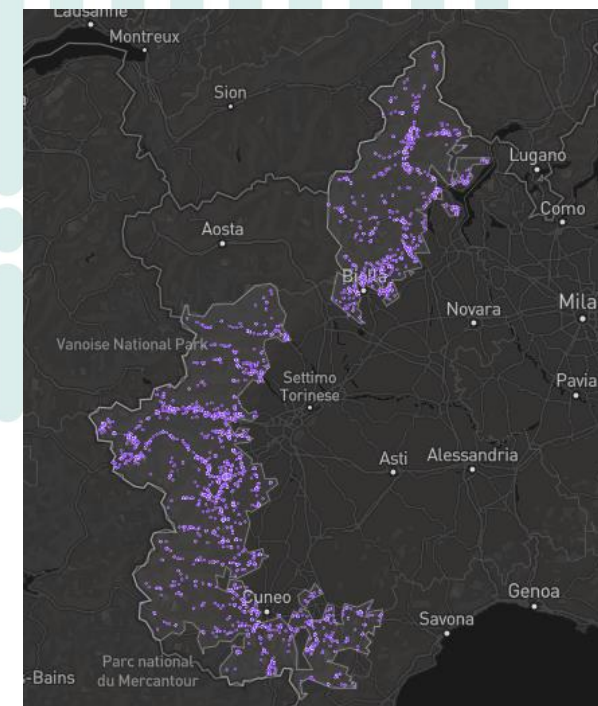 Lausanne
Montreux
Sion
Lugano
Como
Aosta
Biella
Novara
Mila
Vanoise National Park
Settimo
Torinese
Pavia
Asti
Alessandria
Cuneo
Genoa
Savona
Parc national
du Mercantour
-Bains